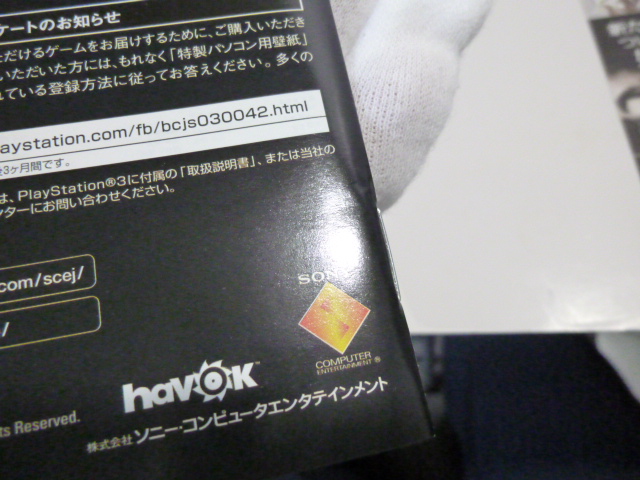 ケートのお知らせ
ただけるゲームをお届けするために、ご購入いただき
いただいた方には、もれなく「特製パソコン用壁紙」
れている登録方法に従ってお答えください。多くの
aystation.com/fb/bcjs030042.html
3ヶ月間です。
は、PlayStation®3に付属の「取扱説明書」、または当社の
ンターにお問い合わせください。
com/scej/
/
SON
COMPUTER
ENTERTAINMENT®
havok™
ts Reserved.
株式会社 ソニー・コンピュータエンタテインメント